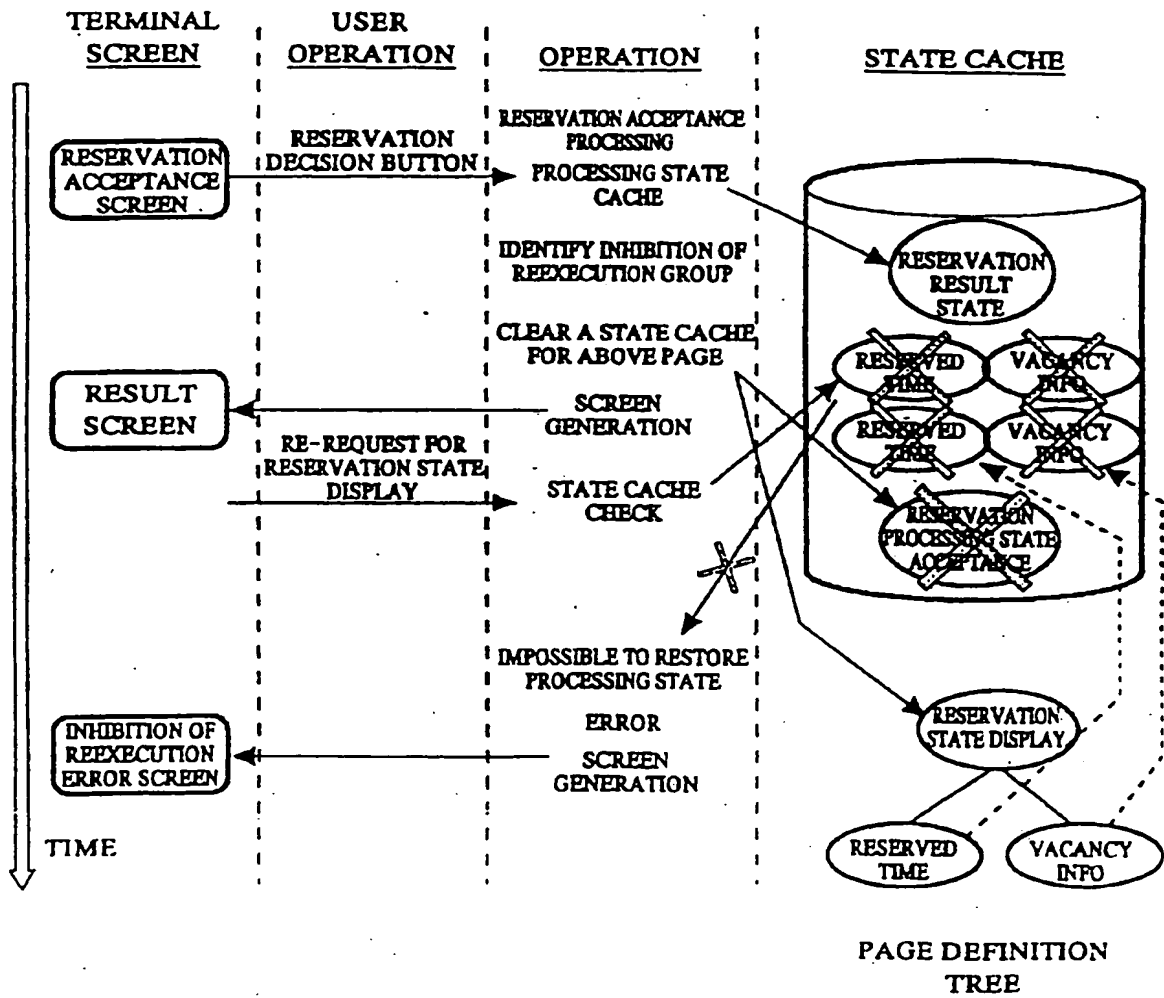 TERMINAL
SCREEN
USER
OPERATION
OPERATION
STATE CACHE
RESERVATION
ACCEPTANCE
SCREEN
RESERVATION
DECISION BUTTON
RESERVATION ACCEPTANCE
PROCESSING
PROCESSING STATE
CACHE
IDENTIFY INHIBITION OF
REEXECUTION GROUP
CLEAR A STATE CACHE
FOR ABOVE PAGE
RESERVATION
RESULT
STATE
RESERVED
TIME
VACANCY
INFO
RESERVED
TIME
VACANCY
INFO
RESERVATION
PROCESSING STATE
ACCEPTANCE
RESULT
SCREEN
SCREEN
GENERATION
RE-REQUEST FOR
RESERVATION STATE
DISPLAY
STATE CACHE
CHECK
IMPOSSIBLE TO RESTORE
PROCESSING STATE
INHIBITION OF
REEXECUTION
ERROR SCREEN
ERROR
SCREEN
GENERATION
RESERVATION
STATE DISPLAY
RESERVED
TIME
VACANCY
INFO
TIME
PAGE DEFINITION
TREE